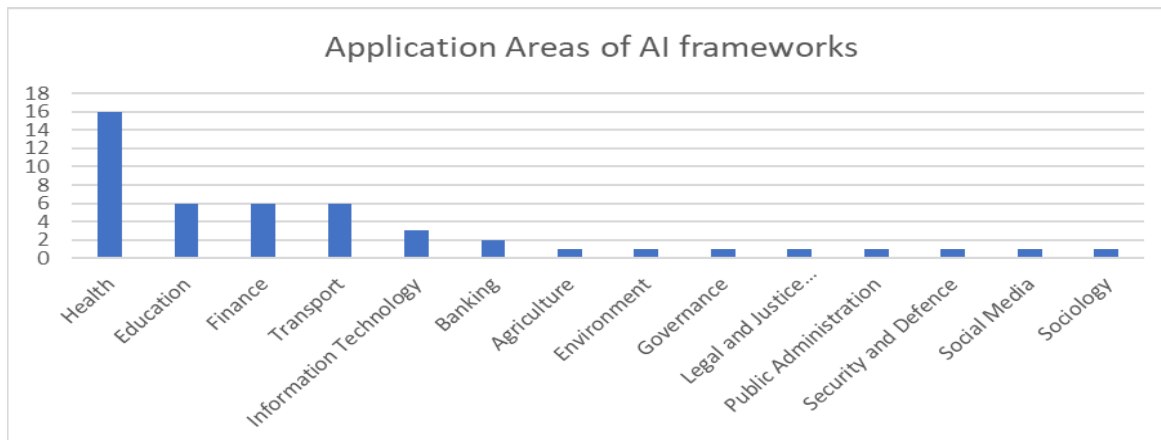 Application Areas of AI frameworks
18
16
14
12
10
8
6
4
2
0
Health
Education
Finance
Transport
Information Technology
Banking
Agriculture
Environment
Governance
Legal and Justice...
Public Administration
Security and Defence
Social Media
Sociology